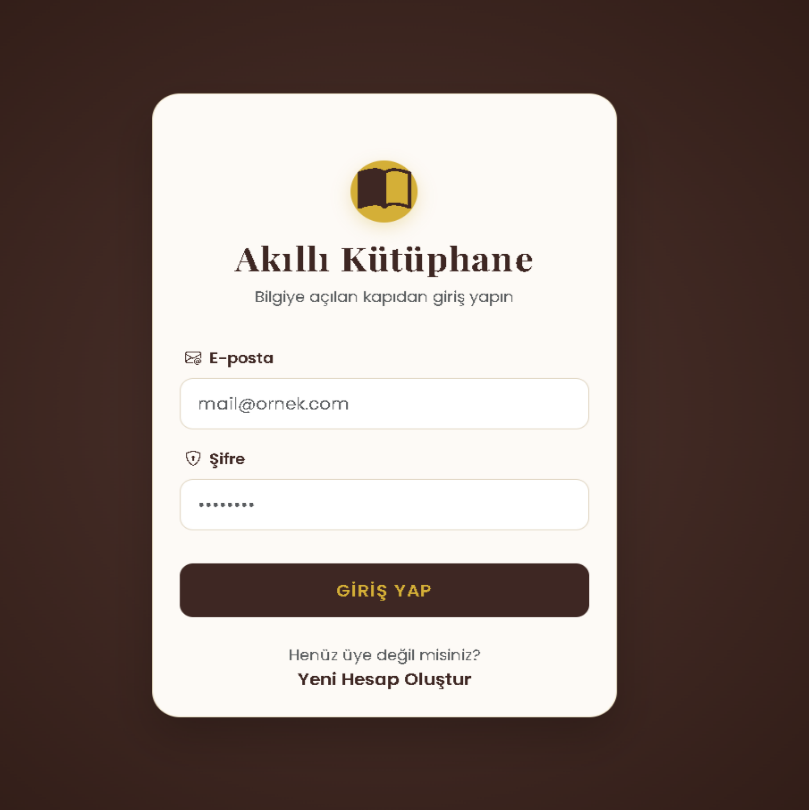 Akıllı Kütüphane
Bilgiye açılan kapıdan giriş yapın
E-posta
mail@ornek.com
Şifre
••••••••
GİRİŞ YAP
Henüz üye değil misiniz?
Yeni Hesap Oluştur